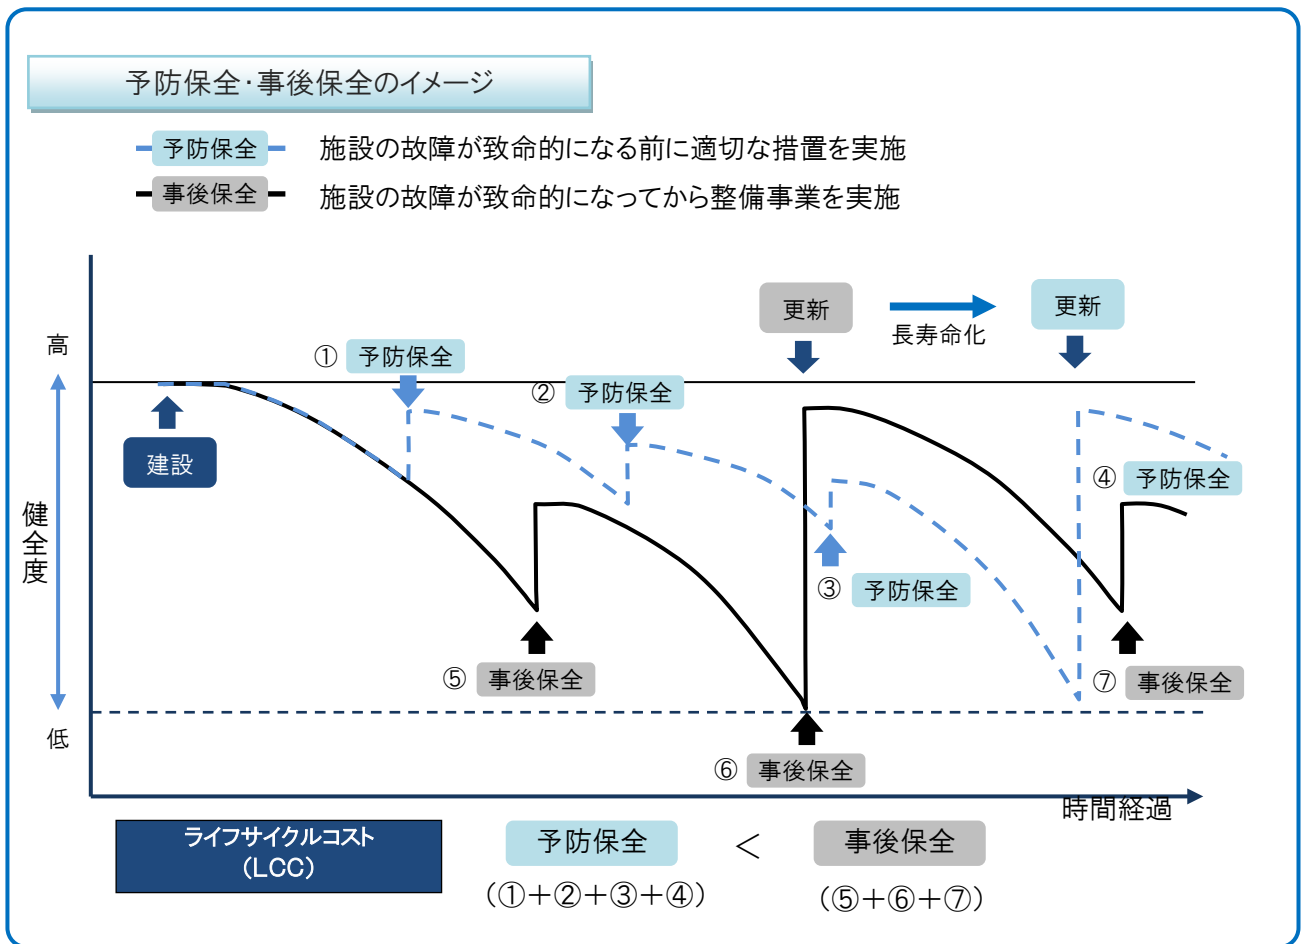 予防保全･事後保全のイメージ
予防保全 施設の故障が致命的になる前に適切な措置を実施
事後保全 施設の故障が致命的になってから整備事業を実施
更新
長寿命化
更新
高
① 予防保全
② 予防保全
建設
④ 予防保全
健全度
③ 予防保全
⑤ 事後保全
⑦ 事後保全
低
⑥ 事後保全
時間経過
ライフサイクルコスト
(LCC)
予防保全 ＜ 事後保全
(①＋②＋③＋④) (⑤＋⑥＋⑦)